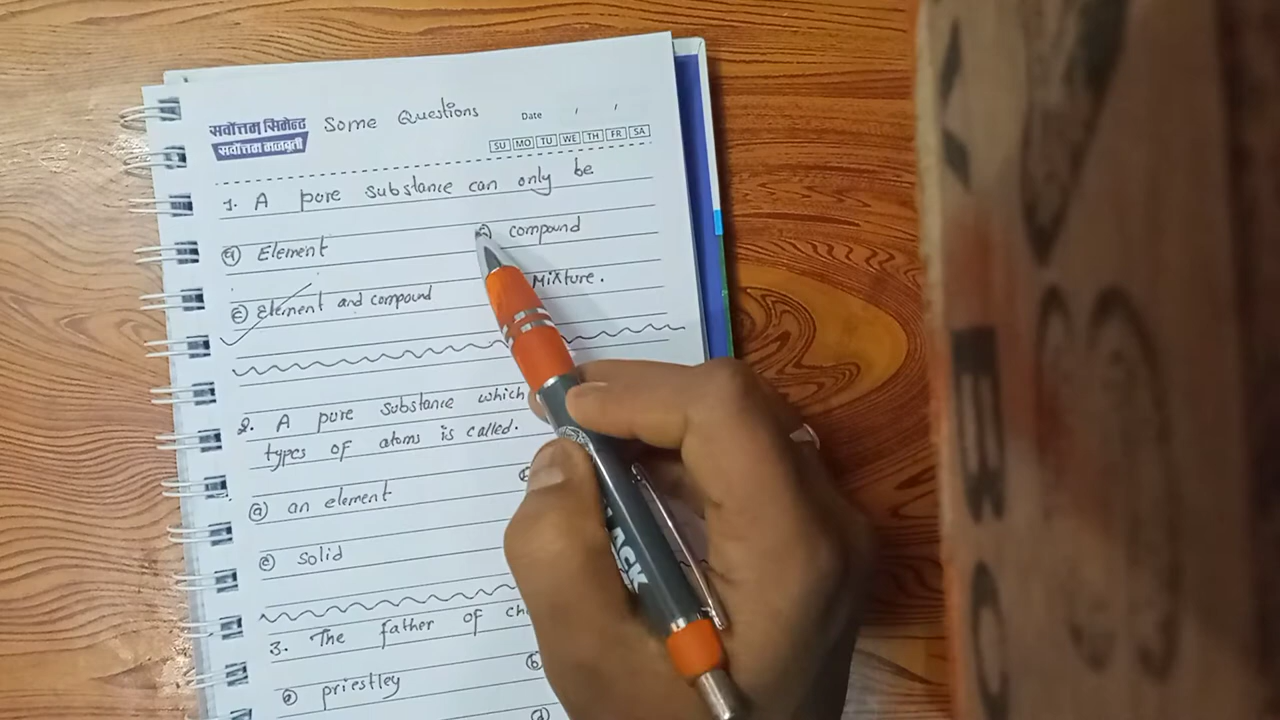 सर्वोत्तम सिमेन्ट
सर्वोत्तम मजबुती
Some Questions
Date / /
SU MO TU WE TH FR SA
1. A pure substance can only be
a) Element
compound
c) Element and compound
Mixture.
2. A pure substance which
types of atoms is called.
a) an element
c) solid
3. The father of
a) priestley
b)
d)